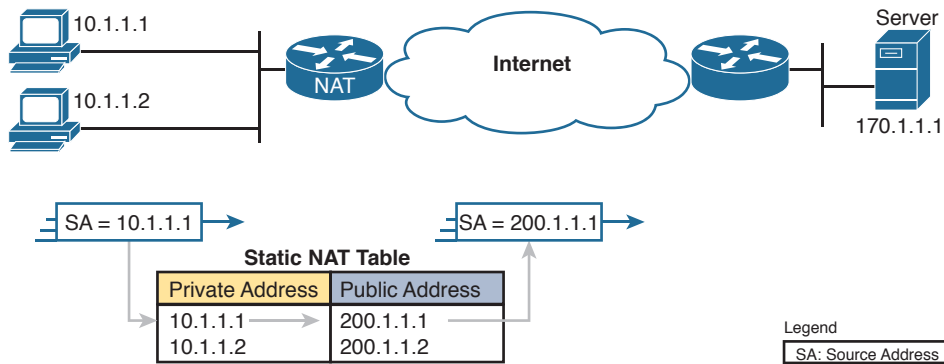 10.1.1.1
Server
Internet
NAT
10.1.1.2
170.1.1.1
SA = 10.1.1.1
SA = 200.1.1.1
Static NAT Table
Private Address Public Address
10.1.1.1 200.1.1.1
10.1.1.2 200.1.1.2
Legend
SA: Source Address